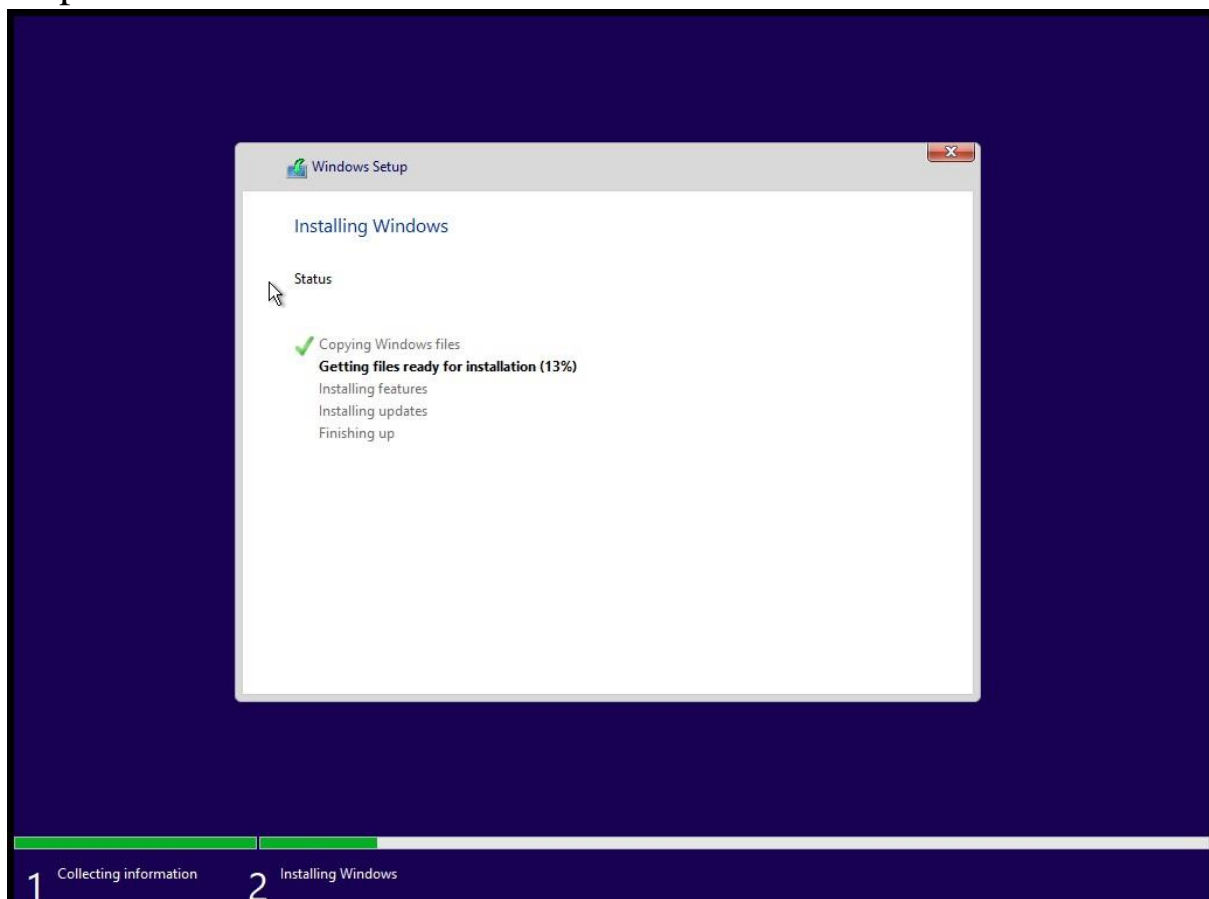 Windows Setup
Installing Windows
Status
Copying Windows files
Getting files ready for installation (13%)
Installing features
Installing updates
Finishing up
1 Collecting information
2 Installing Windows